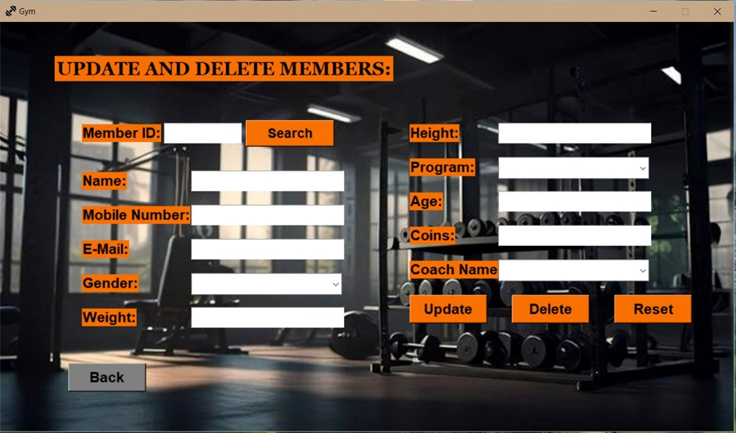 Gym
UPDATE AND DELETE MEMBERS:
Member ID:
Search
Name:
Mobile Number:
E-Mail:
Gender:
Weight:
Height:
Program:
Age:
Coins:
Coach Name
Update
Delete
Reset
Back